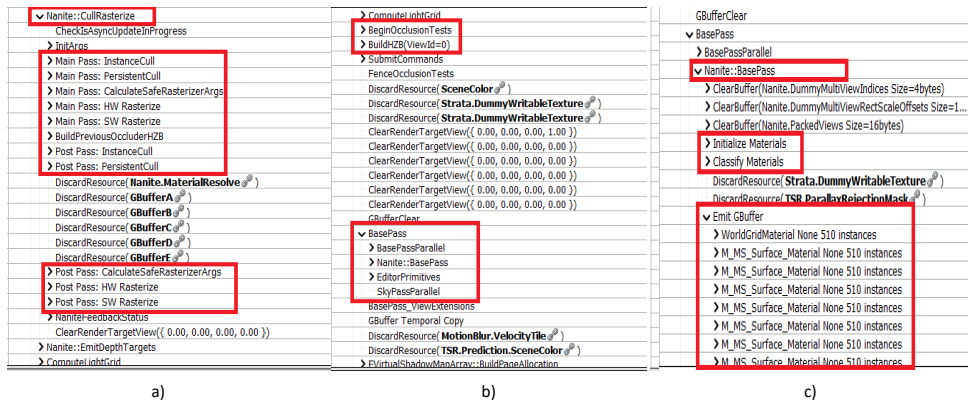 Nanite::CullRasterize
CheckIsAsyncUpdateInProgress
InitArgs
Main Pass: InstanceCull
Main Pass: PersistentCull
Main Pass: CalculateSafeRasterizerArgs
Main Pass: HW Rasterize
Main Pass: SW Rasterize
BuildPreviousOccluderHZB
Post Pass: InstanceCull
Post Pass: PersistentCull
DiscardResource( Nanite.MaterialResolve )
DiscardResource( GBufferA )
DiscardResource( GBufferB )
DiscardResource( GBufferC )
DiscardResource( GBufferD )
DiscardResource( GBufferE )
Post Pass: CalculateSafeRasterizerArgs
Post Pass: HW Rasterize
Post Pass: SW Rasterize
NaniteFeedbackStatus
ClearRenderTargetView({ 0.00, 0.00, 0.00, 0.00 })
Nanite::EmitDepthTargets
ComputeLightGrid
a)
ComputeLightGrid
BeginOcclusionTests
BuildHZB(ViewId=0)
SubmitCommands
FenceOcclusionTests
DiscardResource( SceneColor )
DiscardResource( Strata.DummyWritableTexture )
DiscardResource( Strata.DummyWritableTexture )
ClearRenderTargetView({ 0.00, 0.00, 0.00, 1.00 })
ClearRenderTargetView({ 0.00, 0.00, 0.00, 0.00 })
ClearRenderTargetView({ 0.00, 0.00, 0.00, 0.00 })
ClearRenderTargetView({ 0.00, 0.00, 0.00, 0.00 })
ClearRenderTargetView({ 0.00, 0.00, 0.00, 0.00 })
ClearRenderTargetView({ 0.00, 0.00, 0.00, 0.00 })
GBufferClear
BasePass
BasePassParallel
Nanite::BasePass
EditorPrimitives
SkyPassParallel
BasePass_ViewExtensions
GBuffer Temporal Copy
DiscardResource( MotionBlur.VelocityTile )
DiscardResource( TSR.Prediction.SceneColor )
FVirtualShadowMapArray::BuildPageAllocation
b)
GBufferClear
BasePass
BasePassParallel
Nanite::BasePass
ClearBuffer(Nanite.DummyMultiViewIndices Size=4bytes)
ClearBuffer(Nanite.DummyMultiViewRectScaleOffsets Size=1...
ClearBuffer(Nanite.PackedViews Size=16bytes)
Initialize Materials
Classify Materials
DiscardResource( Strata.DummyWritableTexture )
DiscardResource( TSR.ParallaxRejectionMask )
Emit GBuffer
WorldGridMaterial None 510 instances
M_MS_Surface_Material None 510 instances
M_MS_Surface_Material None 510 instances
M_MS_Surface_Material None 510 instances
M_MS_Surface_Material None 510 instances
M_MS_Surface_Material None 510 instances
M_MS_Surface_Material None 510 instances
M_MS_Surface_Material None 510 instances
c)